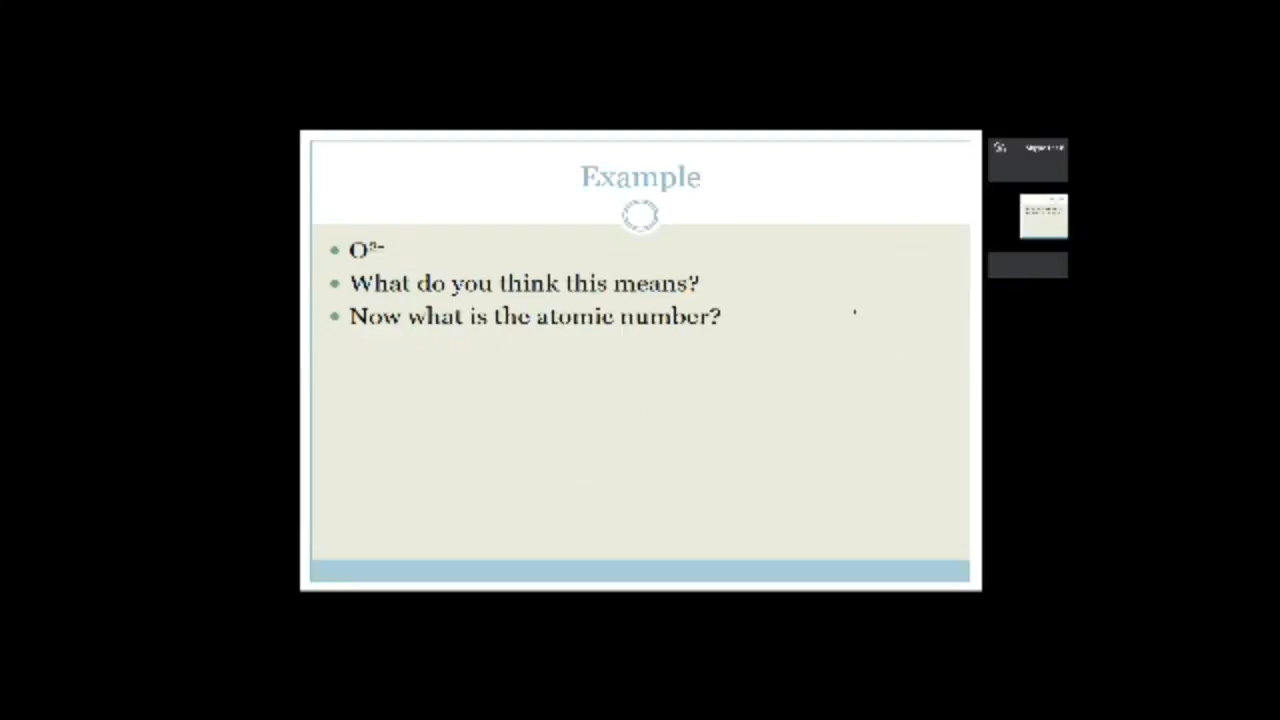 Example
O²⁻
What do you think this means?
Now what is the atomic number?